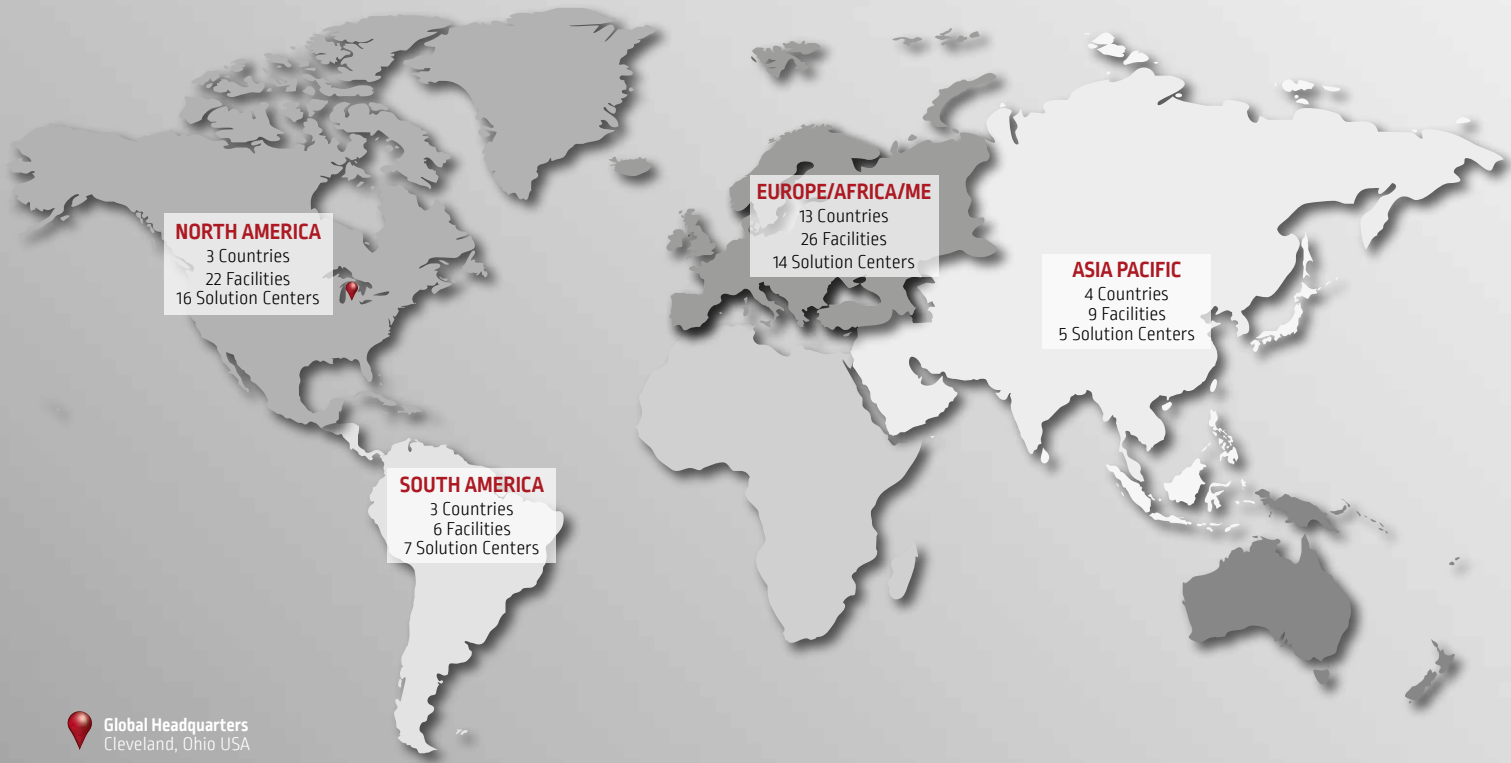 NORTH AMERICA
3 Countries
22 Facilities
16 Solution Centers
EUROPE/AFRICA/ME
13 Countries
26 Facilities
14 Solution Centers
ASIA PACIFIC
4 Countries
9 Facilities
5 Solution Centers
SOUTH AMERICA
3 Countries
6 Facilities
7 Solution Centers
Global Headquarters
Cleveland, Ohio USA